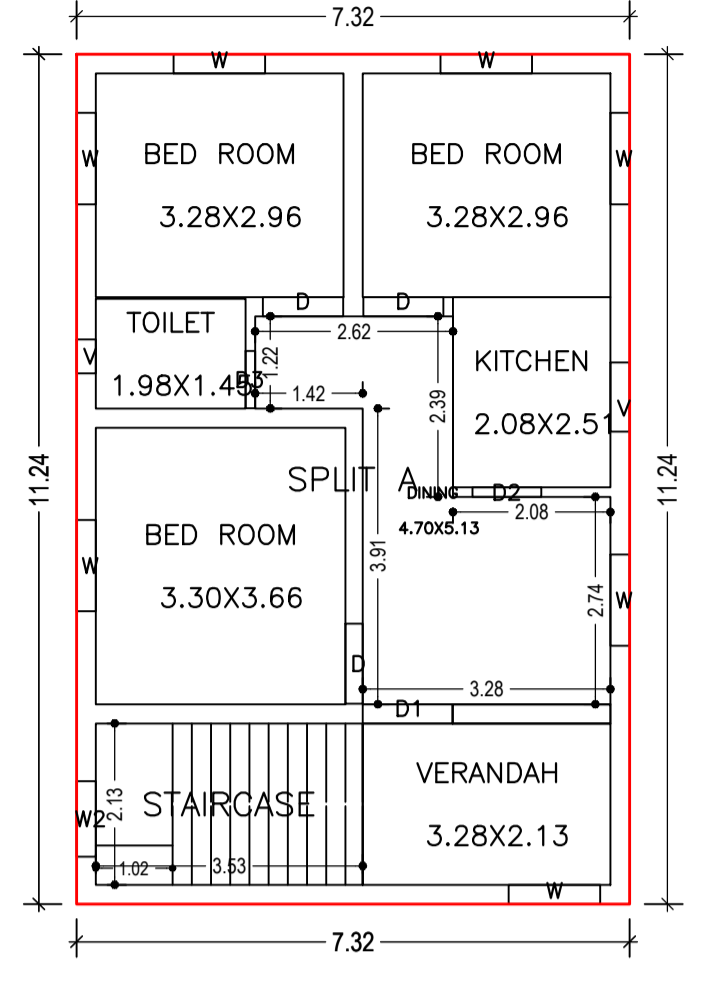 7.32
W
W
W
W
BED ROOM
BED ROOM
3.28X2.96
3.28X2.96
D
D
TOILET
2.62
V
1.22
KITCHEN
1.98X1.45
D3
1.42
2.39
V
2.08X2.51
11.24
11.24
SPLIT A
DINING
D2
2.08
4.70X5.13
BED ROOM
3.91
W
3.30X3.66
2.74
W
D
3.28
D1
VERANDAH
STAIRCASE
2.13
W2
3.28X2.13
1.02
3.53
W
7.32